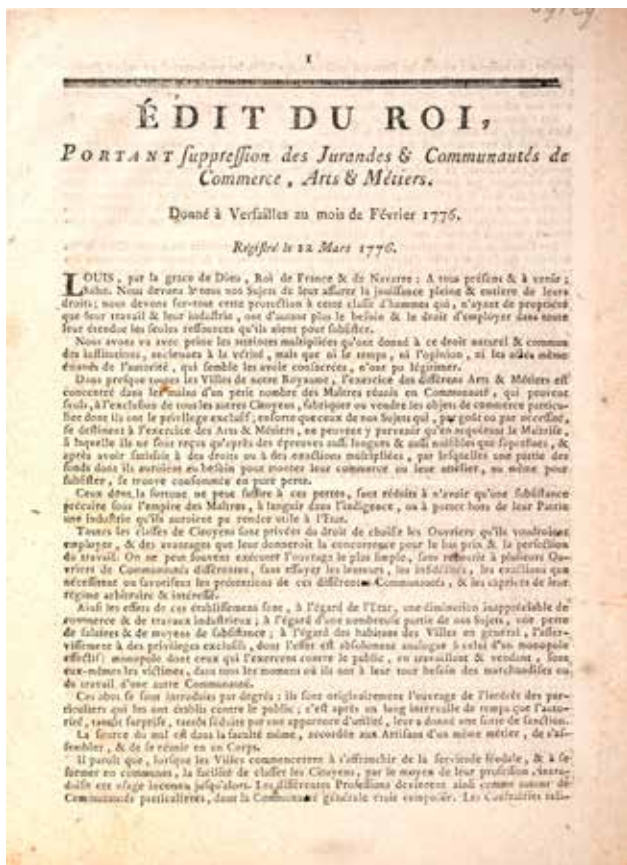 1
ÉDIT DU ROI,
PORTANT suppression des Jurandes & Communautés de
Commerce, Arts & Métiers.
Donné à Versailles au mois de Février 1776.
Régistré le 12 Mars 1776.
LOUIS, par la grace de Dieu, Roi de France & de Navarre : A tous présens & à venir ;
Salut. Nous devons à tous nos Sujets de leur assurer la jouissance pleine & entiere de leurs
droits ; nous devons sur-tout cette protection à cette classe d'hommes qui, n'ayant de propriété
que leur travail & leur industrie, ont d'autant plus le besoin & le droit d'employer dans toute
leur étendue les seules ressources qu'ils aient pour subsister.
Nous avons vu avec peine les atteintes multipliées qu'ont donné à ce droit naturel & commun
des institutions, anciennes à la vérité, mais que ni le temps, ni l'opinion, ni les actes même
émanés de l'autorité, qui semble les avoir consacrées, n'ont pu légitimer.
Dans presque toutes les Villes de notre Royaume, l'exercice des différens Arts & Métiers est
concentré dans les mains d'un petit nombre des Maîtres réunis en Communauté, qui peuvent
seuls, à l'exclusion de tous les autres Citoyens, fabriquer ou vendre les objets de commerce particu-
lier dont ils ont le privilege exclusif ; ensorte que ceux de nos Sujets qui, par goût ou par nécessité,
se destinent à l'exercice des Arts & Métiers, ne peuvent y parvenir qu'en acquérant la Maîtrise,
à laquelle ils ne sont reçus qu'après des épreuves aussi longues & aussi nuisibles que superflues, &
après avoir satisfait à des droits ou à des exactions multipliées, par lesquelles une partie des
fonds dont ils auroient eu besoin pour monter leur commerce ou leur attelier, ou même pour
subsister, se trouve consommée en pure perte.
Ceux dont la fortune ne peut suffire à ces pertes, sont réduits à n'avoir qu'une subsistance
précaire sous l'empire des Maîtres, à languir dans l'indigence, ou à porter hors de leur Patrie
une industrie qu'ils auroient pu rendre utile à l'Etat.
Toutes les classes de Citoyens sont privées du droit de choisir les Ouvriers qu'ils voudroient
employer, & des avantages que leur donneroit la concurrence pour le bas prix & la perfection
du travail. On ne peut souvent exécuter l'ouvrage le plus simple, sans recourir à plusieurs Ou-
vriers de Communautés différentes, sans essuyer les lenteurs, les infidélités, les exactions que
nécessitent ou favorisent les prétentions de ces différentes Communautés, & les caprices de leur
régime arbitraire & intéressé.
Ainsi les effets de ces établissemens sont, à l'égard de l'Etat, une diminution inappréciable de
commerce & de travaux industrieux ; à l'égard d'une nombreuse partie de nos Sujets, une perte
de salaires & de moyens de subsistance ; à l'égard des habitans des Villes en général, l'asser-
vissement à des privileges exclusifs, dont l'effet est absolument analogue à celui d'un monopole
effectif ; monopole dont ceux qui l'exercent contre le public, en travaillant & vendant, sont
eux-mêmes les victimes, dans tous les momens où ils ont à leur tour besoin des marchandises ou
du travail d'une autre Communauté.
Ces abus se sont introduits par degrés : ils sont originairement l'ouvrage de l'intérêt des par-
ticuliers qui les ont établis contre le public ; c'est après un long intervalle de temps que l'auto-
rité, tantôt surprise, tantôt séduite par une apparence d'utilité, leur a donné une sorte de sanction.
La source du mal est dans la faculté même, accordée aux Artisans d'un même métier, de s'as-
sembler, & de se réunir en un Corps.
Il paroît que, lorsque les Villes commencerent à s'affranchir de la servitude féodale, & à se
former en communes, la facilité de classer les Citoyens, par le moyen de leur profession, intro-
duisit cet usage inconnu jusqu'alors. Les différentes Professions devinrent ainsi comme autant de
Communautés particulieres, dont la Communauté générale étoit composée. Les Confrairies reli-